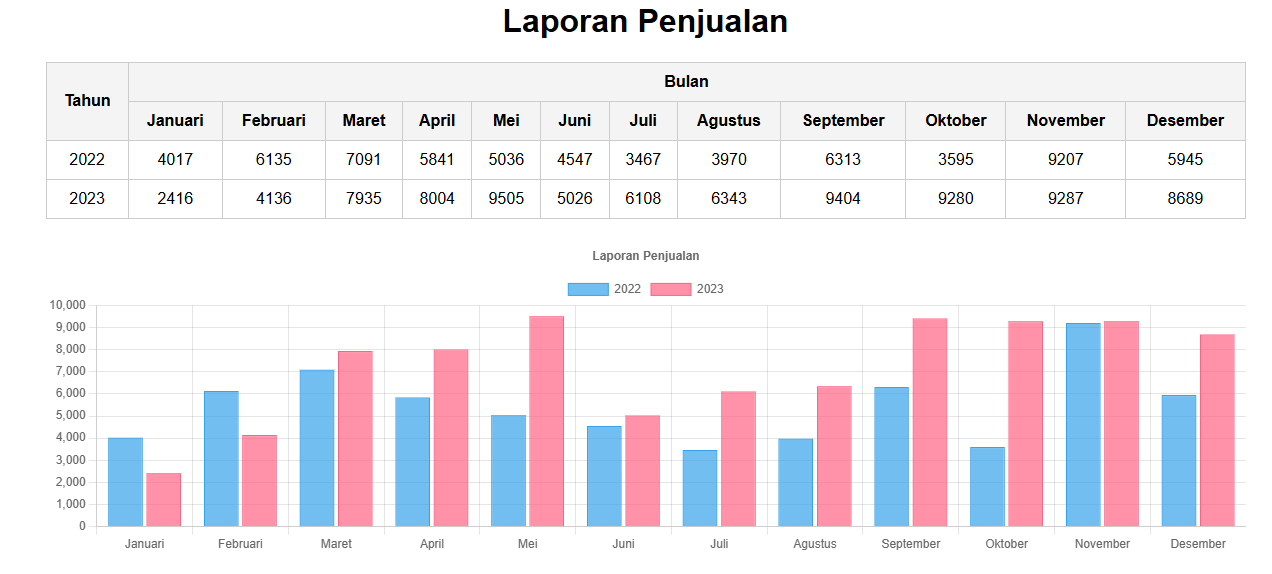 Laporan Penjualan
Tahun Bulan
Januari Februari Maret April Mei Juni Juli Agustus September Oktober November Desember
2022 4017 6135 7091 5841 5036 4547 3467 3970 6313 3595 9207 5945
2023 2416 4136 7935 8004 9505 5026 6108 6343 9404 9280 9287 8689
Laporan Penjualan
2022 2023
10,000
9,000
8,000
7,000
6,000
5,000
4,000
3,000
2,000
1,000
0
Januari Februari Maret April Mei Juni Juli Agustus September Oktober November Desember